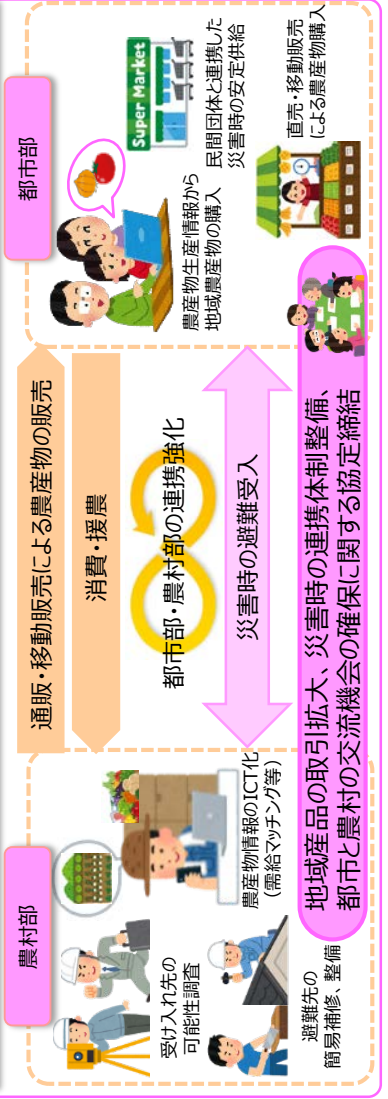 農村部
受け入れ先の
可能性調査
農産物情報のICT化
（需給マッチング等）
避難先の
簡易補修、整備
通販・移動販売による農産物の販売
消費・援農
都市部・農村部の連携強化
災害時の避難受入
都市部
農産物生産情報から
地域農産物の購入
Super Market
民間団体と連携した
災害時の安定供給
直売・移動販売
による農産物購入
地域産品の取引拡大、災害時の連携体制整備、
都市と農村の交流機会の確保に関する協定締結